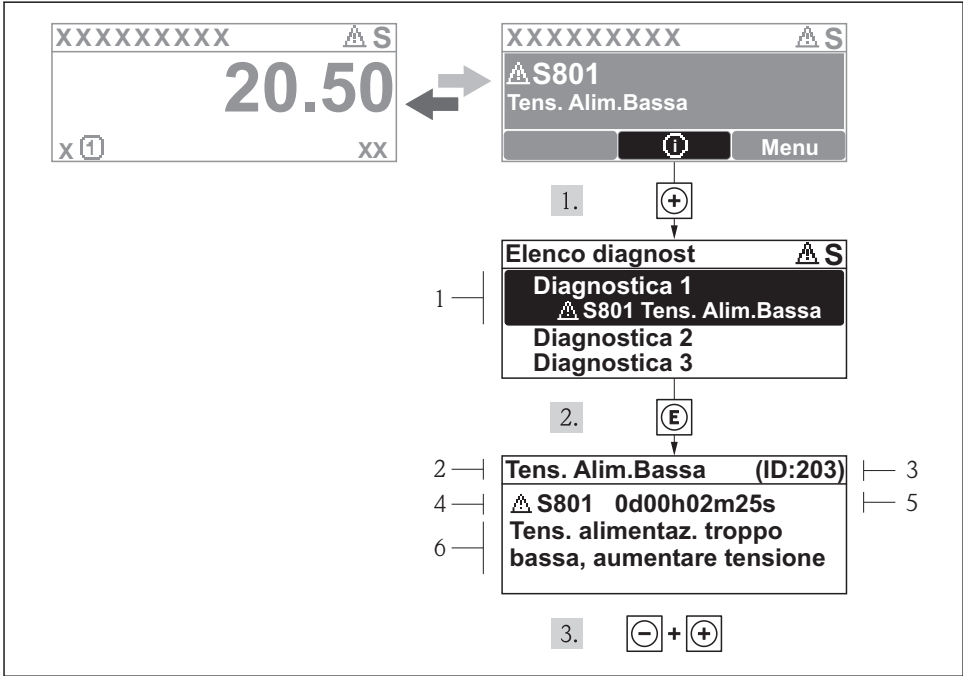 XXXXXXXXX ⚠ S
20.50
x ① xx
XXXXXXXXX ⚠ S
⚠ S801
Tens. Alim.Bassa
ⓘ Menu
1. +
Elenco diagnost ⚠ S
1
Diagnostica 1
⚠ S801 Tens. Alim.Bassa
Diagnostica 2
Diagnostica 3
2. E
2 Tens. Alim.Bassa (ID:203) 3
4 ⚠ S801 0d00h02m25s 5
6
Tens. alimentaz. troppo
bassa, aumentare tensione
3. - + +